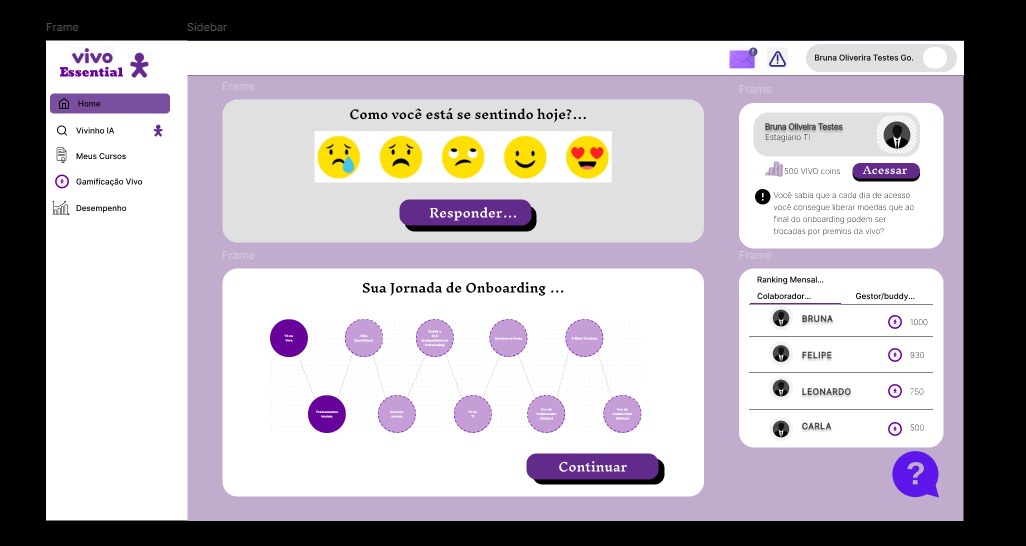 Frame
Sidebar
vivo
Essential
Bruna Oliverira Testes Go.
Home
Vivinho IA
Meus Cursos
Gamificação Vivo
Desempenho
Frame
Como você está se sentindo hoje?...
Responder...
Frame
Bruna Oliveira Testes
Estagiario TI
500 VIVO coins
Acessar
Você sabia que a cada dia de acesso
você consegue liberar moedas que ao
final do onboarding podem ser
trocadas por premios da vivo?
Frame
Sua Jornada de Onboarding ...
Continuar
Frame
Ranking Mensal...
Colaborador...
Gestor/buddy...
BRUNA
1000
FELIPE
930
LEONARDO
750
CARLA
500
?